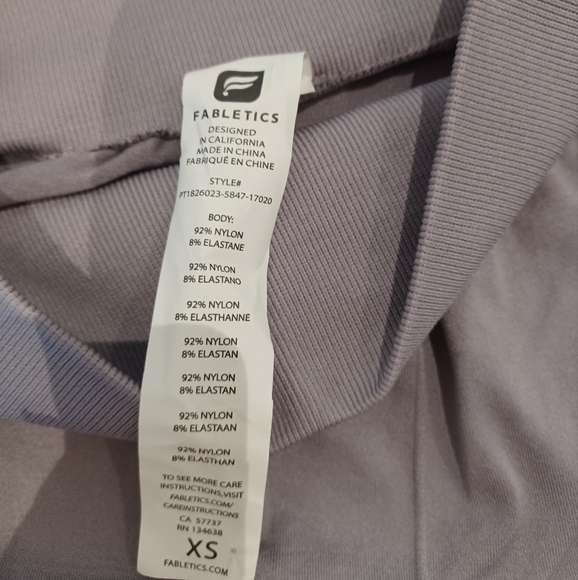 FABLETICS
DESIGNED
IN CALIFORNIA
MADE IN CHINA
FABRIQUÉ EN CHINE
STYLE#
PT1826023-5847-17020
BODY:
92% NYLON
8% ELASTANE
92% NYLON
8% ELASTANO
92% NYLON
8% ELASTHANNE
92% NYLON
8% ELASTAN
92% NYLON
8% ELASTAN
92% NYLON
8% ELASTAAN
92% NYLON
8% ELASTHAN
TO SEE MORE CARE
INSTRUCTIONS,VISIT
FABLETICS.COM/
CAREINSTRUCTIONS
CA 57737
RN 134638
XS
FABLETICS.COM